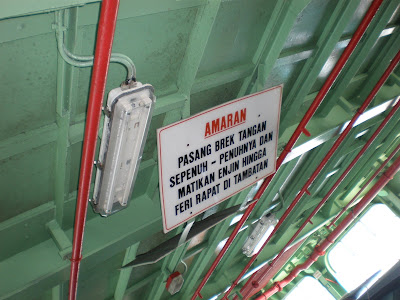 AMARAN
PASANG BREK TANGAN
SEPENUH - PENUHNYA DAN
MATIKAN ENJIN HINGGA
FERI RAPAT DI TAMBATAN